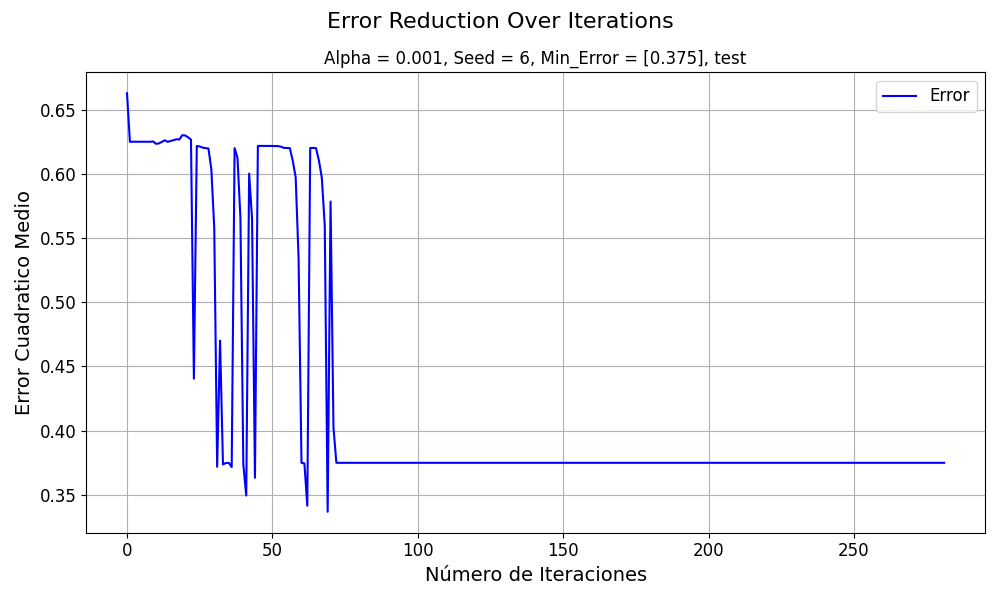 Error Reduction Over Iterations
Alpha = 0.001, Seed = 6, Min_Error = [0.375], test
Error
Error Cuadratico Medio
0.65
0.60
0.55
0.50
0.45
0.40
0.35
0 50 100 150 200 250
Número de Iteraciones